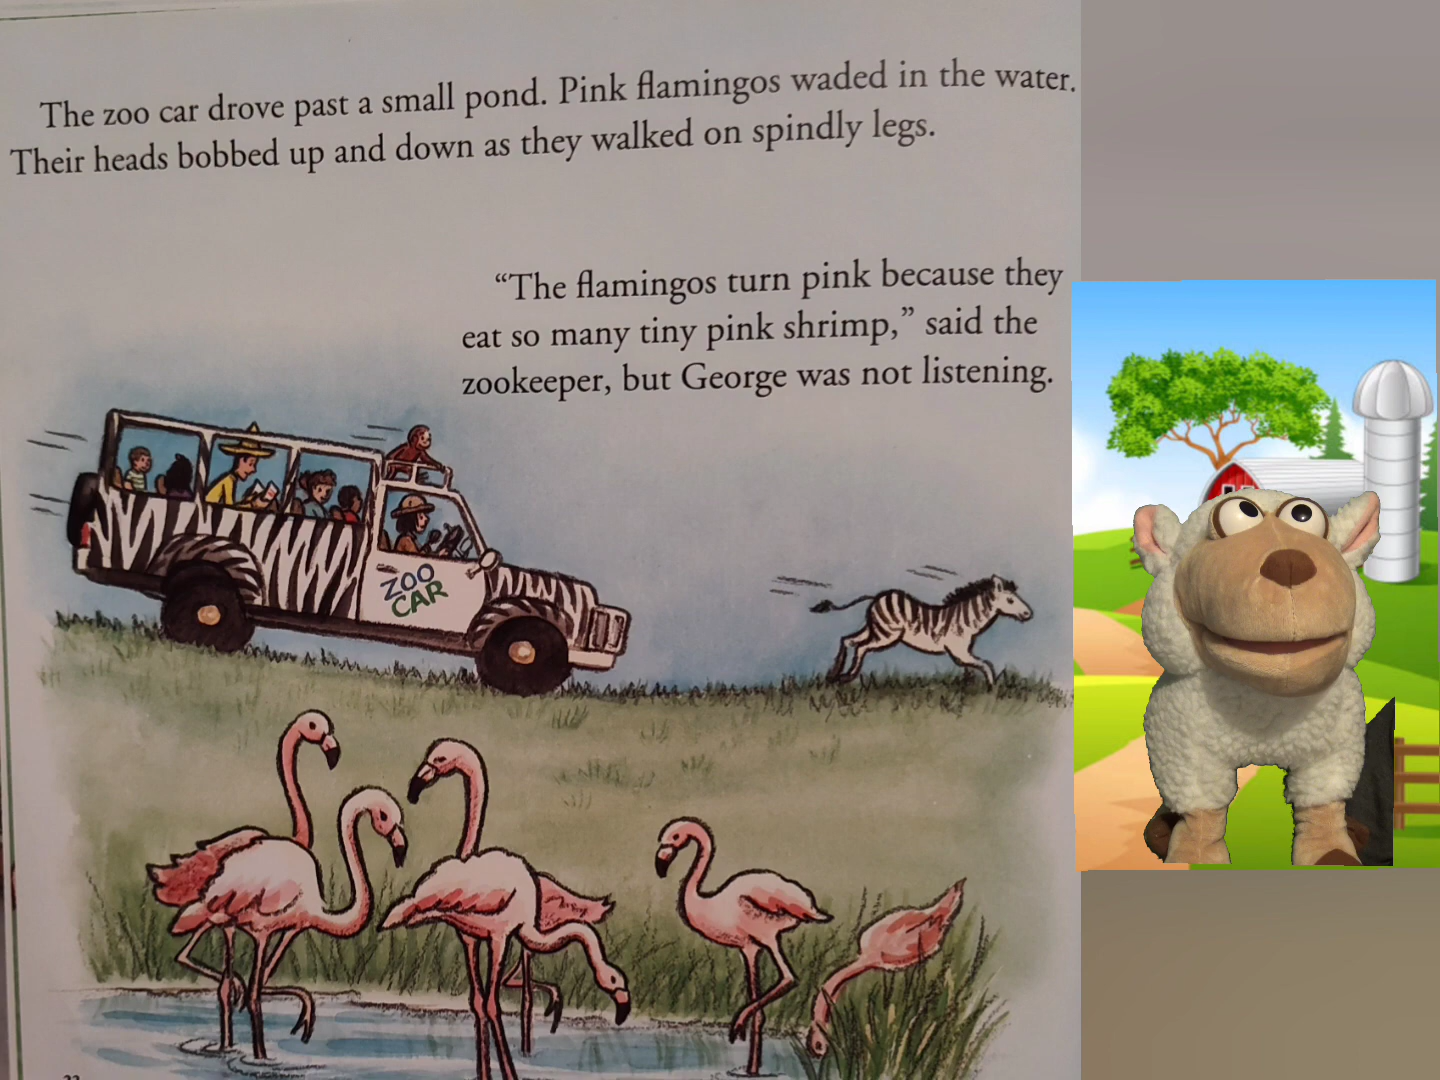 The zoo car drove past a small pond. Pink flamingos waded in the water.
Their heads bobbed up and down as they walked on spindly legs.
“The flamingos turn pink because they
eat so many tiny pink shrimp,” said the
zookeeper, but George was not listening.
ZOO
CAR